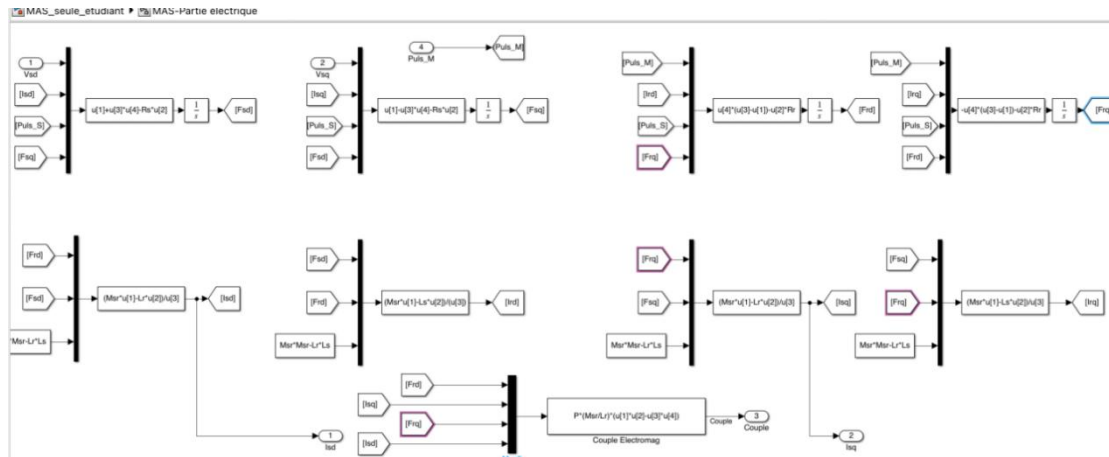 MAS_seule_etudiant MAS-Partie electrique
1
Vsd
[Isd]
[Puls_S]
[Fsq]
u[1]+u[3]*u[4]-Rs*u[2]
1
s
[Fsd]
4
Puls_M
[Puls_M]
2
Vsq
[Isq]
[Puls_S]
[Fsd]
u[1]-u[3]*u[4]-Rs*u[2]
1
s
[Fsq]
[Puls_M]
[Ird]
[Puls_S]
[Frq]
u[4]*(u[3]-u[1])-u[2]*Rr
1
s
[Frd]
[Puls_M]
[Irq]
[Puls_S]
[Frd]
-u[4]*(u[3]-u[1])-u[2]*Rr
1
s
[Frq
[Frd]
[Fsd]
*Msr-Lr*Ls
(Msr*u[1]-Lr*u[2])/u[3]
[Isd]
[Fsd]
[Frd]
Msr*Msr-Lr*Ls
(Msr*u[1]-Ls*u[2])/(u[3])
[Ird]
[Frq]
[Fsq]
Msr*Msr-Lr*Ls
(Msr*u[1]-Lr*u[2])/u[3]
[Isq]
[Fsq]
[Frq]
Msr*Msr-Lr*Ls
(Msr*u[1]-Ls*u[2])/u[3]
[Irq]
[Frd]
[Isq]
[Frq]
[Isd]
P*(Msr/Lr)*(u[1]*u[2]-u[3]*u[4])
Couple Electromag
Couple
3
Couple
1
Isd
2
Isq